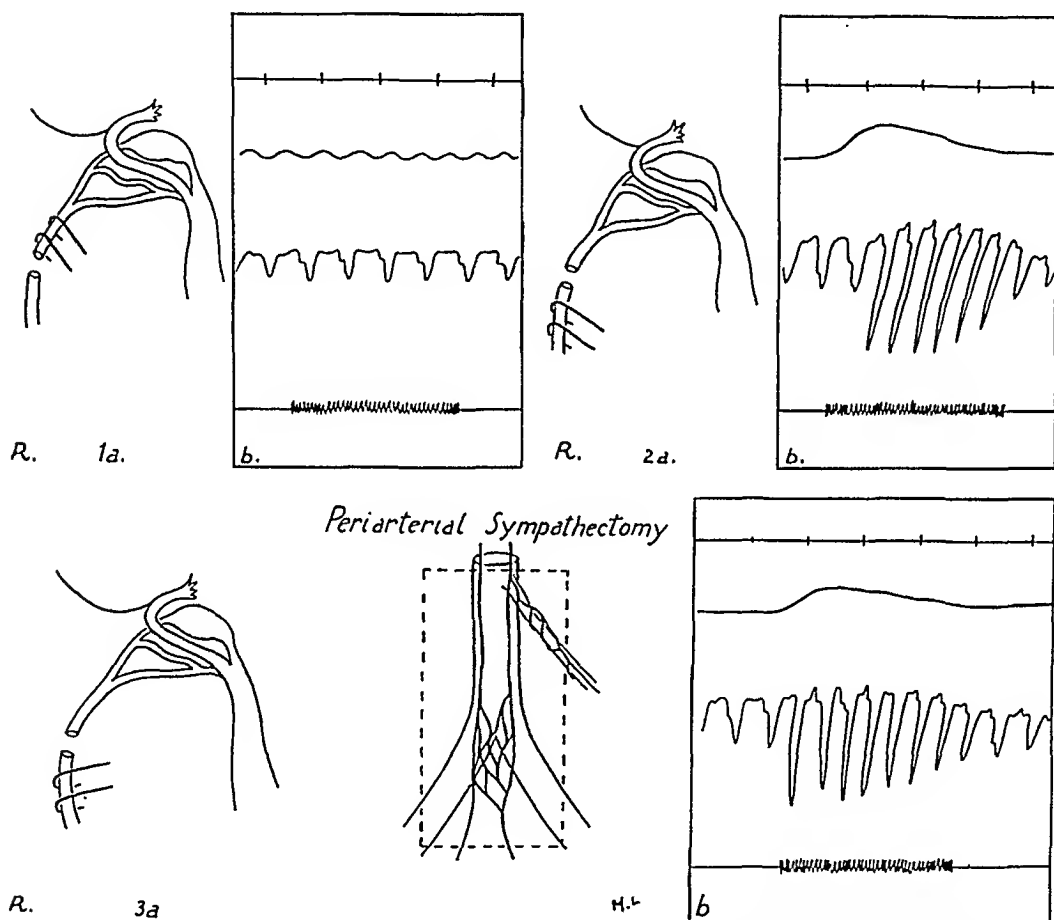 R. 1a.
b.
R. 2a.
b.
Periarterial Sympathectomy
R. 3a
M.L
b